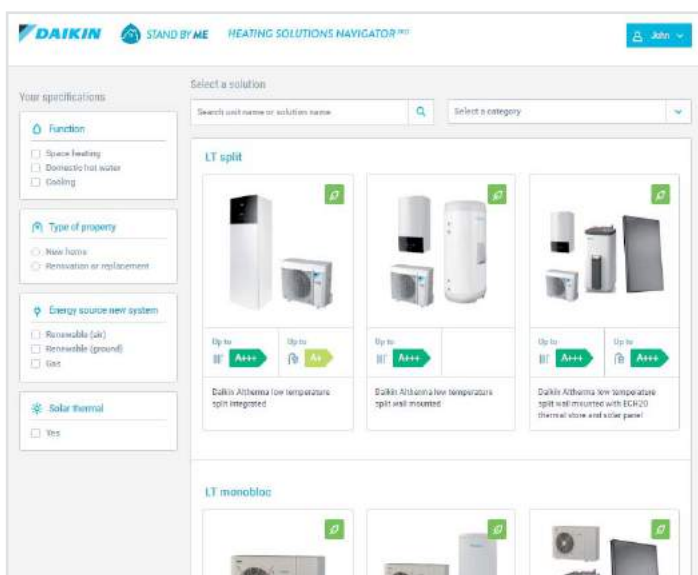 DAIKIN STAND BY ME HEATING SOLUTIONS NAVIGATOR PRO
John
Your specifications
Function
Space heating
Domestic hot water
Cooling
Type of property
New home
Renovation or replacement
Energy source new system
Renewable (air)
Renewable (ground)
Gas
Solar thermal
Yes
Select a solution
Search unit name or solution name
Select a category
LT split
Up to
A+++
Up to
A+
Daikin Altherma low temperature
split integrated
Up to
A+++
Daikin Altherma low temperature
split wall mounted
Up to
A+++
Up to
A+++
Daikin Altherma low temperature
split wall mounted with ECH2O
thermal store and solar panel
LT monobloc